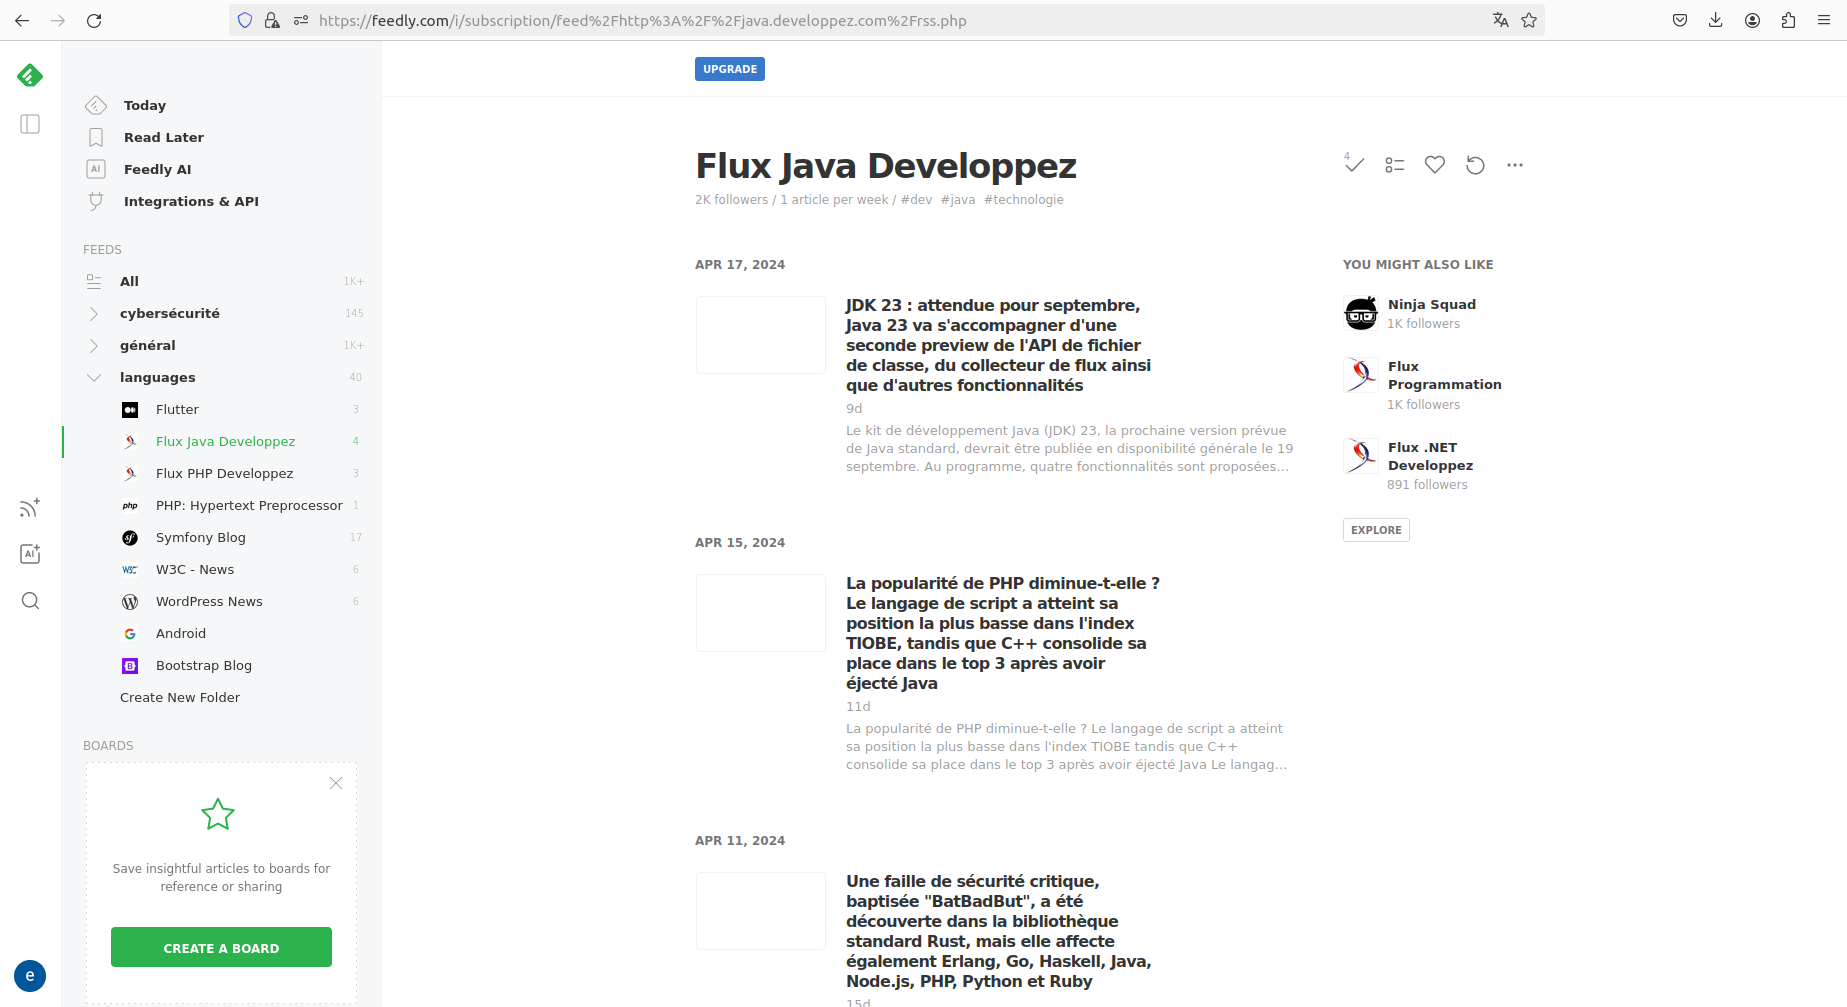 https://feedly.com/i/subscription/feed%2Fhttp%3A%2F%2Fjava.developpez.com%2Frss.php
UPGRADE
Today
Read Later
AI
Feedly AI
Integrations & API
FEEDS
All 1K+
cybersécurité 145
général 1K+
languages 40
Flutter 3
Flux Java Developpez 4
Flux PHP Developpez 3
php PHP: Hypertext Preprocessor 1
sf Symfony Blog 17
W3C W3C - News 6
WordPress News 6
G Android
B Bootstrap Blog
Create New Folder
BOARDS
Save insightful articles to boards for
reference or sharing
CREATE A BOARD
AI
e
Flux Java Developpez
4
2K followers / 1 article per week / #dev #java #technologie
APR 17, 2024
JDK 23 : attendue pour septembre,
Java 23 va s'accompagner d'une
seconde preview de l'API de fichier
de classe, du collecteur de flux ainsi
que d'autres fonctionnalités
9d
Le kit de développement Java (JDK) 23, la prochaine version prévue
de Java standard, devrait être publiée en disponibilité générale le 19
septembre. Au programme, quatre fonctionnalités sont proposées...
APR 15, 2024
La popularité de PHP diminue-t-elle ?
Le langage de script a atteint sa
position la plus basse dans l'index
TIOBE, tandis que C++ consolide sa
place dans le top 3 après avoir
éjecté Java
11d
La popularité de PHP diminue-t-elle ? Le langage de script a atteint
sa position la plus basse dans l'index TIOBE tandis que C++
consolide sa place dans le top 3 après avoir éjecté Java Le langag...
APR 11, 2024
Une faille de sécurité critique,
baptisée "BatBadBut", a été
découverte dans la bibliothèque
standard Rust, mais elle affecte
également Erlang, Go, Haskell, Java,
Node.js, PHP, Python et Ruby
15d
YOU MIGHT ALSO LIKE
Ninja Squad
1K followers
Flux
Programmation
1K followers
Flux .NET
Developpez
891 followers
EXPLORE